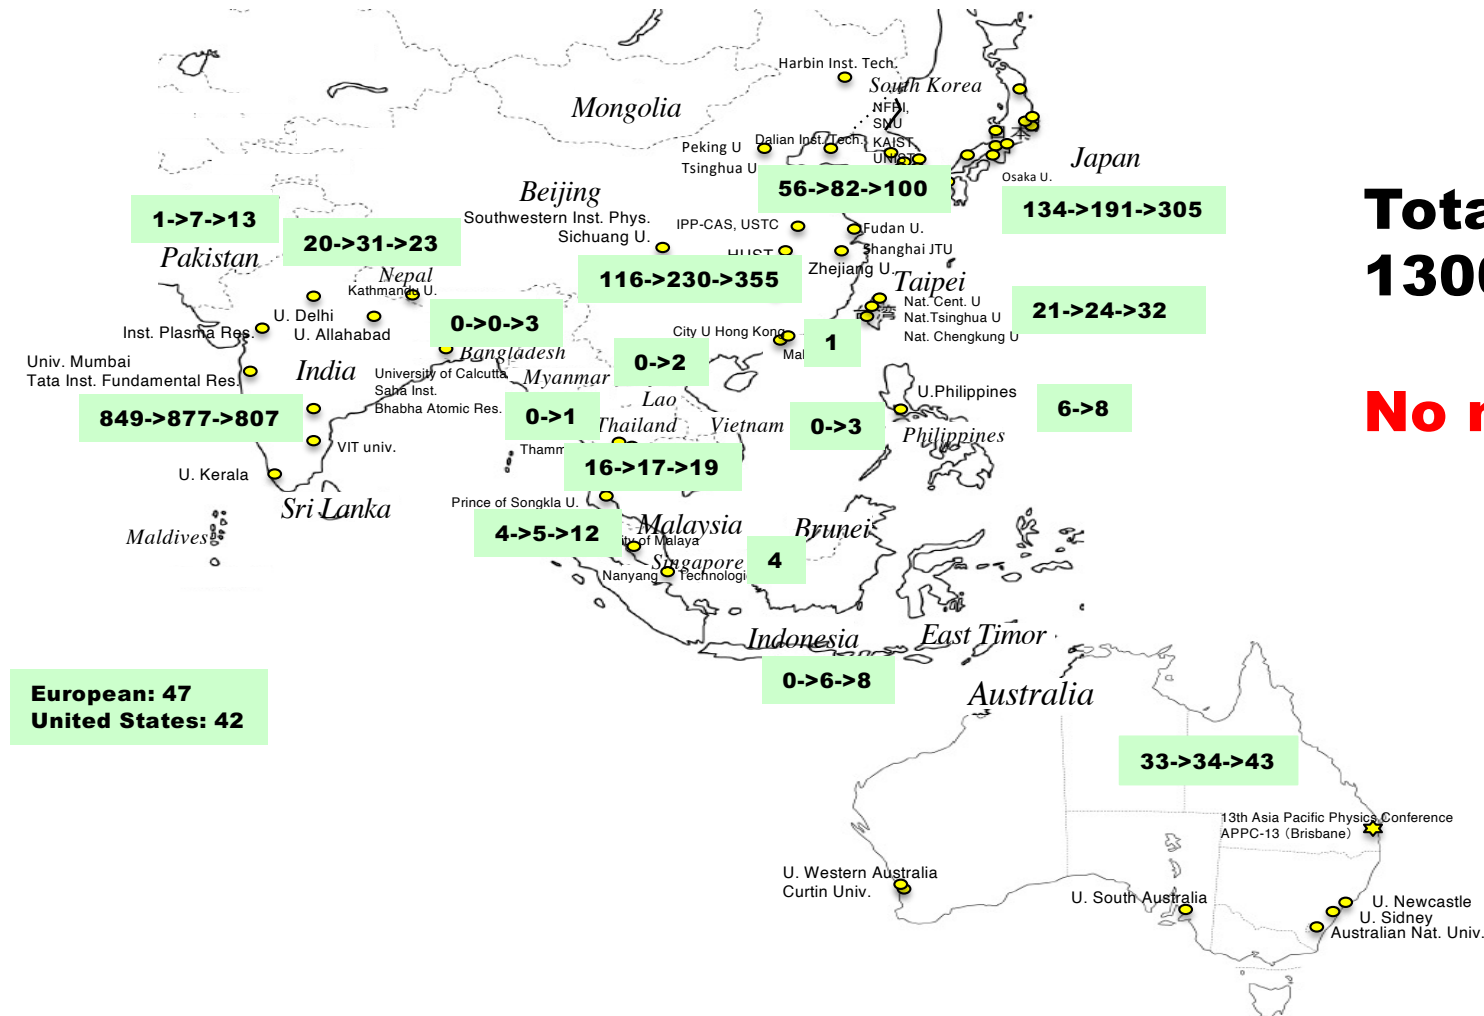 Harbin Inst. Tech.
South Korea
Mongolia
NFRI,
SNU
Dalian Inst. Tech.
KAIST,
UNIST
Peking U
Tsinghua U
日本
Japan
Osaka U.
Beijing
56->82->100
134->191->305
1->7->13
Southwestern Inst. Phys.
Sichuang U.
IPP-CAS, USTC
Fudan U.
20->31->23
HUST
Shanghai JTU
Pakistan
Zhejiang U.
Nepal
Kathmandu U.
116->230->355
Taipei
台湾
Nat. Cent. U
Nat.Tsinghua U
Nat. Chengkung U
21->24->32
U. Delhi
U. Allahabad
Inst. Plasma Res.
0->0->3
City U Hong Kong
1
Bangladesh
0->2
Univ. Mumbai
Tata Inst. Fundamental Res.
India
University of Calcutta
Saha Inst.
Bhabha Atomic Res.
Myanmar
Lao
U.Philippines
6->8
849->877->807
0->1
Thailand
Vietnam
0->3
Philippines
VIT univ.
16->17->19
U. Kerala
Prince of Songkla U.
Sri Lanka
Maldives
4->5->12
Malaysia
Brunei
Singapore
4
Nanyang
Indonesia
East Timor
0->6->8
European: 47
United States: 42
Australia
33->34->43
13th Asia Pacific Physics Conference
APPC-13 (Brisbane)
U. Western Australia
Curtin Univ.
U. South Australia
U. Newcastle
U. Sidney
Australian Nat. Univ.
No